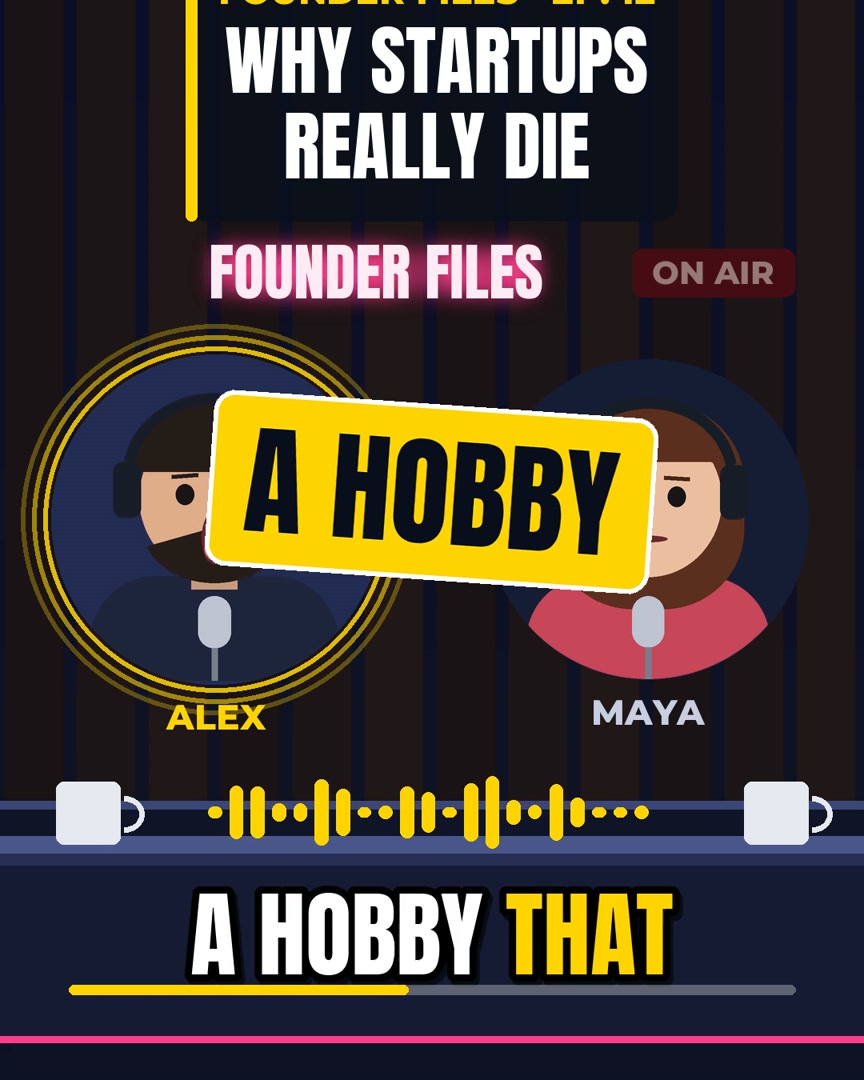 WHY STARTUPS
REALLY DIE
FOUNDER FILES
ON AIR
A HOBBY
ALEX
MAYA
A HOBBY THAT